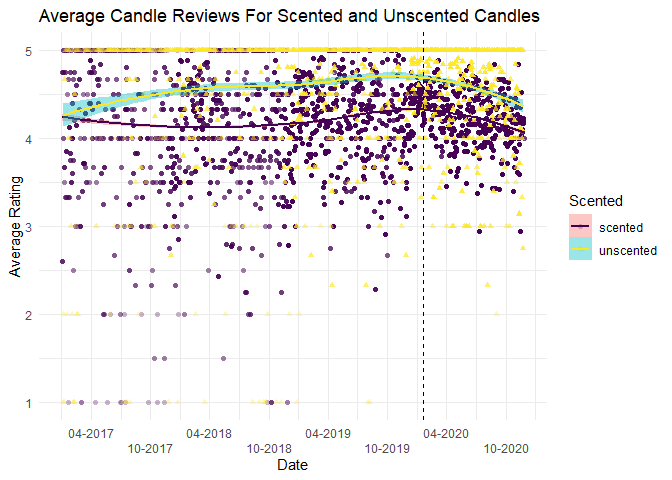 Average Candle Reviews For Scented and Unscented Candles
5
4
3
2
1
Average Rating
04-2017
10-2017
04-2018
10-2018
04-2019
10-2019
04-2020
10-2020
Date
Scented
scented
unscented